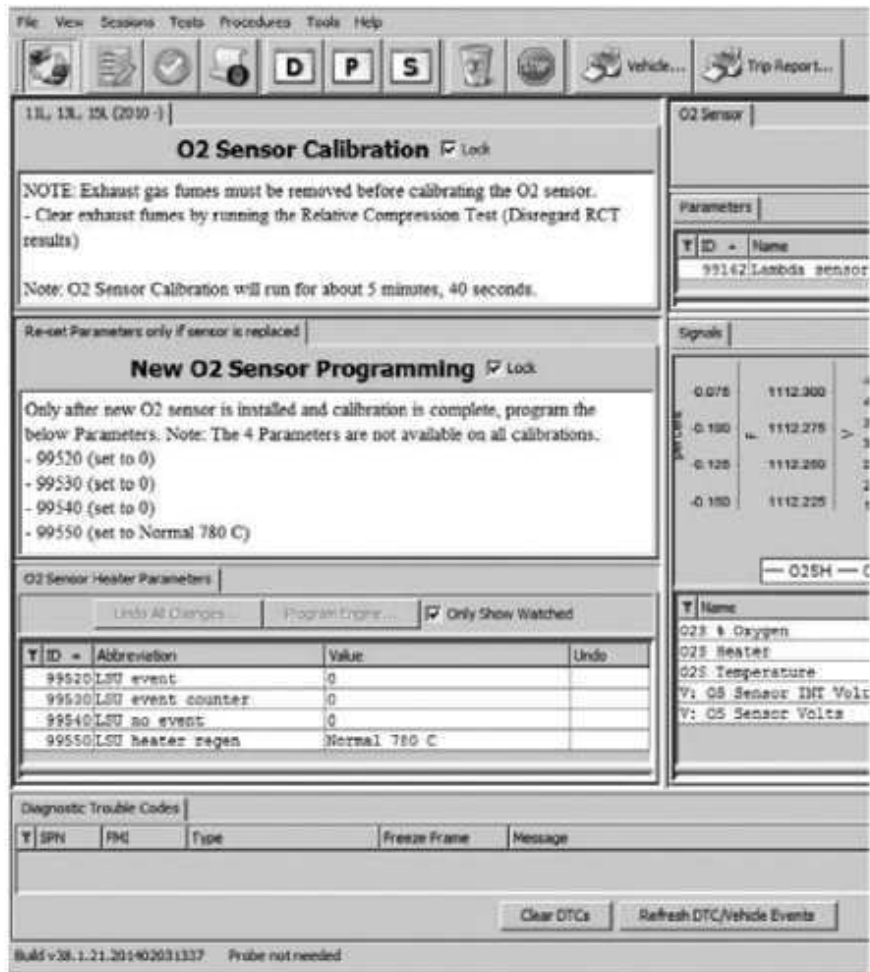 File View Sessions Tests Procedures Tools Help
D P S STOP Vehicle... Trip Report...
11L, 13L, 15L (2010 -)
O2 Sensor Calibration Lock
NOTE: Exhaust gas fumes must be removed before calibrating the O2 sensor.
- Clear exhaust fumes by running the Relative Compression Test (Disregard RCT
results)
Note: O2 Sensor Calibration will run for about 5 minutes, 40 seconds.
Re-set Parameters only if sensor is replaced
New O2 Sensor Programming Lock
Only after new O2 sensor is installed and calibration is complete, program the
below Parameters. Note: The 4 Parameters are not available on all calibrations.
- 99520 (set to 0)
- 99530 (set to 0)
- 99540 (set to 0)
- 99550 (set to Normal 780 C)
O2 Sensor Heater Parameters
Undo All Changes... Program Engine... Only Show Watched
ID Abbreviation Value Undo
99520 LSU event 0
99530 LSU event counter 0
99540 LSU no event 0
99550 LSU heater regen Normal 780 C
O2 Sensor
Parameters
ID Name
99142 Lambda sensor
Signals
-0.075 1112.300
-0.100 1112.275
-0.125 1112.250
-0.150 1112.225
percent F V
O2SH
Name
O2S % Oxygen
O2S Heater
O2S Temperature
V: OS Sensor INT Volt
V: OS Sensor Volts
Diagnostic Trouble Codes
SPN FMI Type Freeze Frame Message
Clear DTCs Refresh DTC/Vehicle Events
Build v38.1.21.201402031337 Probe not needed